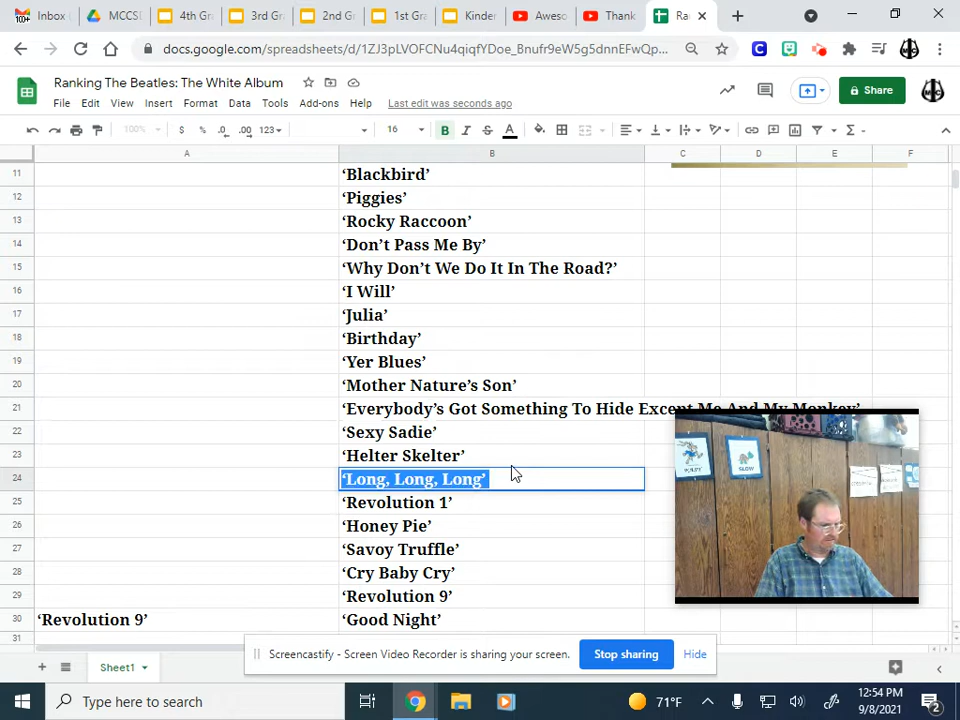 Inbox
100+
MCCS
4th Gr
3rd Gr
2nd Gr
1st Gra
Kinder
Aweso
Thank
Ra
docs.google.com/spreadsheets/d/1ZJ3pLVOFCNu4qiqfYDoe_Bnufr9eW5g5dnnEFwQp...
Ranking The Beatles: The White Album
File Edit View Insert Format Data Tools Add-ons Help Last edit was seconds ago
Share
100% $ % .0 .00 123 16 B I S A
A B C D E F
11 ‘Blackbird’
12 ‘Piggies’
13 ‘Rocky Raccoon’
14 ‘Don’t Pass Me By’
15 ‘Why Don’t We Do It In The Road?’
16 ‘I Will’
17 ‘Julia’
18 ‘Birthday’
19 ‘Yer Blues’
20 ‘Mother Nature’s Son’
21 ‘Everybody’s Got Something To Hide Except Me And My Monkey’
22 ‘Sexy Sadie’
23 ‘Helter Skelter’
24 ‘Long, Long, Long’
25 ‘Revolution 1’
26 ‘Honey Pie’
27 ‘Savoy Truffle’
28 ‘Cry Baby Cry’
29 ‘Revolution 9’
30 ‘Revolution 9’ ‘Good Night’
31
SLOW
Screencastify - Screen Video Recorder is sharing your screen. Stop sharing Hide
Sheet1
Type here to search
71°F
12:54 PM
9/8/2021
2